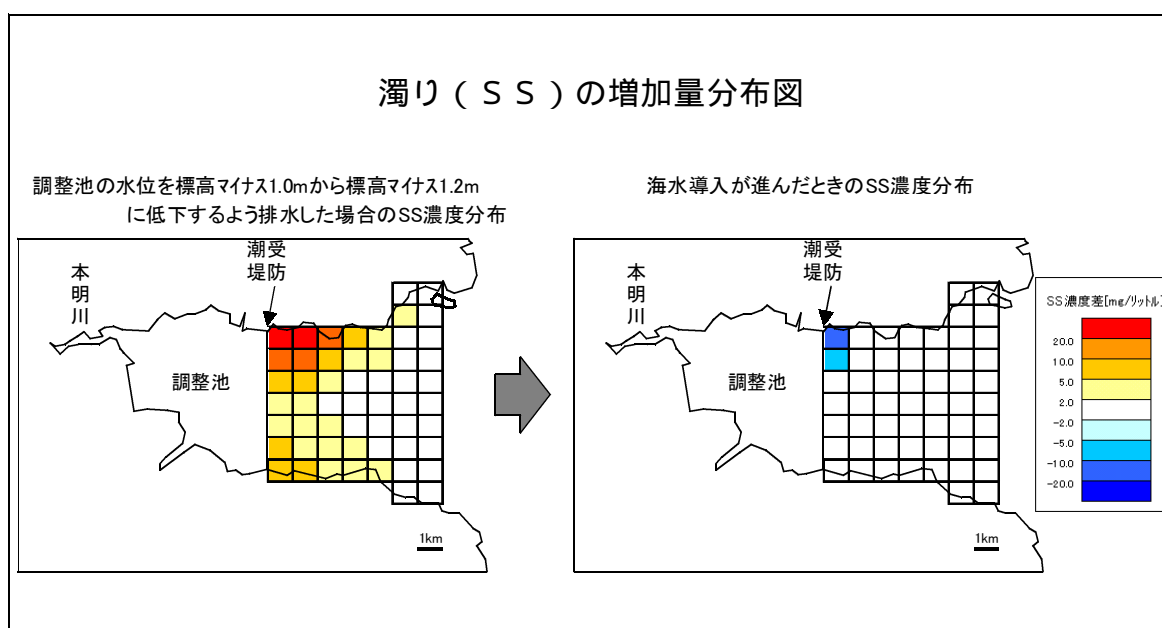 濁り（ＳＳ）の増加量分布図
調整池の水位を標高マイナス1.0mから標高マイナス1.2m
に低下するよう排水した場合のSS濃度分布
本
明
川
潮受
堤防
調整池
1km
海水導入が進んだときのSS濃度分布
本
明
川
潮受
堤防
調整池
1km
SS濃度差[mg/リットル]
20.0
10.0
5.0
2.0
-2.0
-5.0
-10.0
-20.0